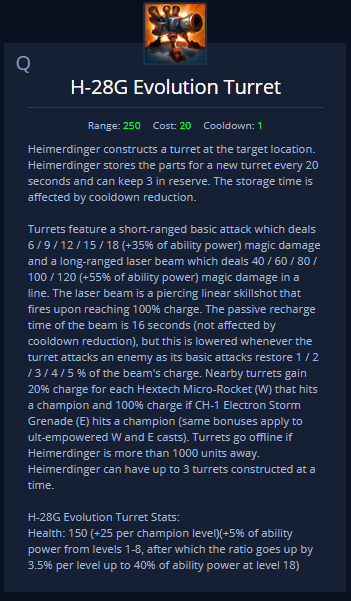 Q
H-28G Evolution Turret
Range: 250 Cost: 20 Cooldown: 1
Heimerdinger constructs a turret at the target location.
Heimerdinger stores the parts for a new turret every 20
seconds and can keep 3 in reserve. The storage time is
affected by cooldown reduction.
Turrets feature a short-ranged basic attack which deals
6 / 9 / 12 / 15 / 18 (+35% of ability power) magic damage
and a long-ranged laser beam which deals 40 / 60 / 80 /
100 / 120 (+55% of ability power) magic damage in a
line. The laser beam is a piercing linear skillshot that
fires upon reaching 100% charge. The passive recharge
time of the beam is 16 seconds (not affected by
cooldown reduction), but this is lowered whenever the
turret attacks an enemy as its basic attacks restore 1 / 2
/ 3 / 4 / 5 % of the beam's charge. Nearby turrets gain
20% charge for each Hextech Micro-Rocket (W) that hits
a champion and 100% charge if CH-1 Electron Storm
Grenade (E) hits a champion (same bonuses apply to
ult-empowered W and E casts). Turrets go offline if
Heimerdinger is more than 1000 units away.
Heimerdinger can have up to 3 turrets constructed at a
time.
H-28G Evolution Turret Stats:
Health: 150 (+25 per champion level)(+5% of ability
power from levels 1-8, after which the ratio goes up by
3.5% per level up to 40% of ability power at level 18)